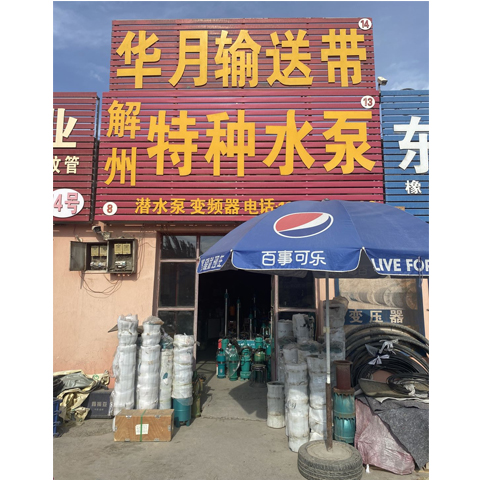 14
华月输送带
13
解州
特种水泵
8
潜水泵 变频器 电话
业
管
4号
东
橡
百事可乐
LIVE FOR
变压器